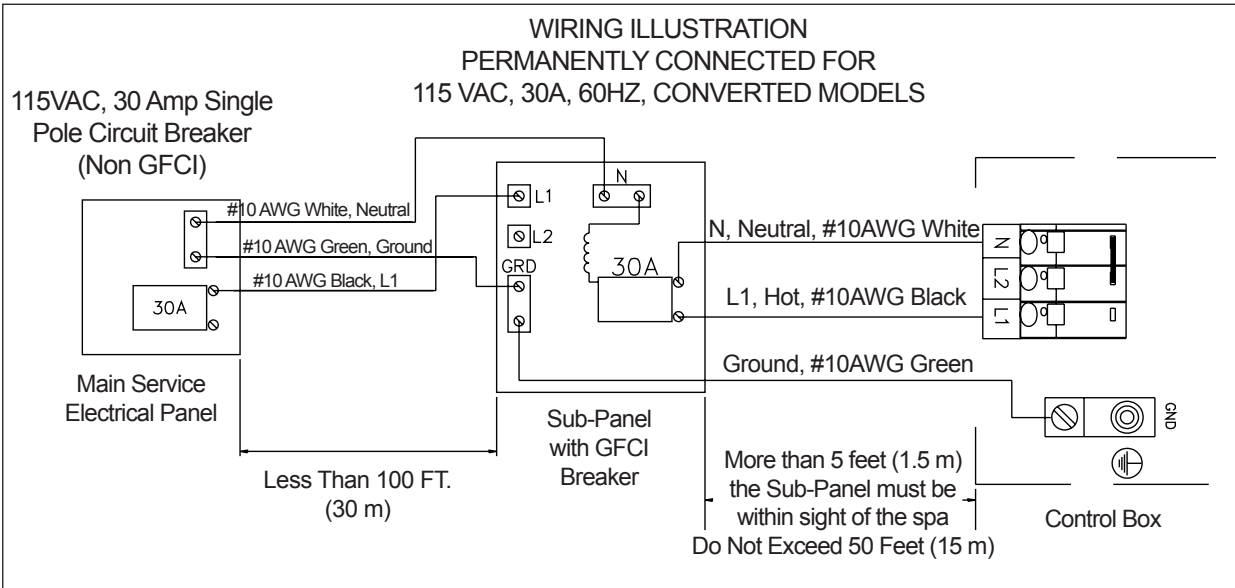 WIRING ILLUSTRATION
PERMANENTLY CONNECTED FOR
115 VAC, 30A, 60HZ, CONVERTED MODELS
115VAC, 30 Amp Single
Pole Circuit Breaker
(Non GFCI)
#10 AWG White, Neutral
#10 AWG Green, Ground
#10 AWG Black, L1
30A
Main Service
Electrical Panel
Less Than 100 FT.
(30 m)
L1
N
L2
GRD
30A
Sub-Panel
with GFCI
Breaker
N, Neutral, #10AWG White
L1, Hot, #10AWG Black
Ground, #10AWG Green
More than 5 feet (1.5 m)
the Sub-Panel must be
within sight of the spa
Do Not Exceed 50 Feet (15 m)
N
L2
L1
GND
Control Box